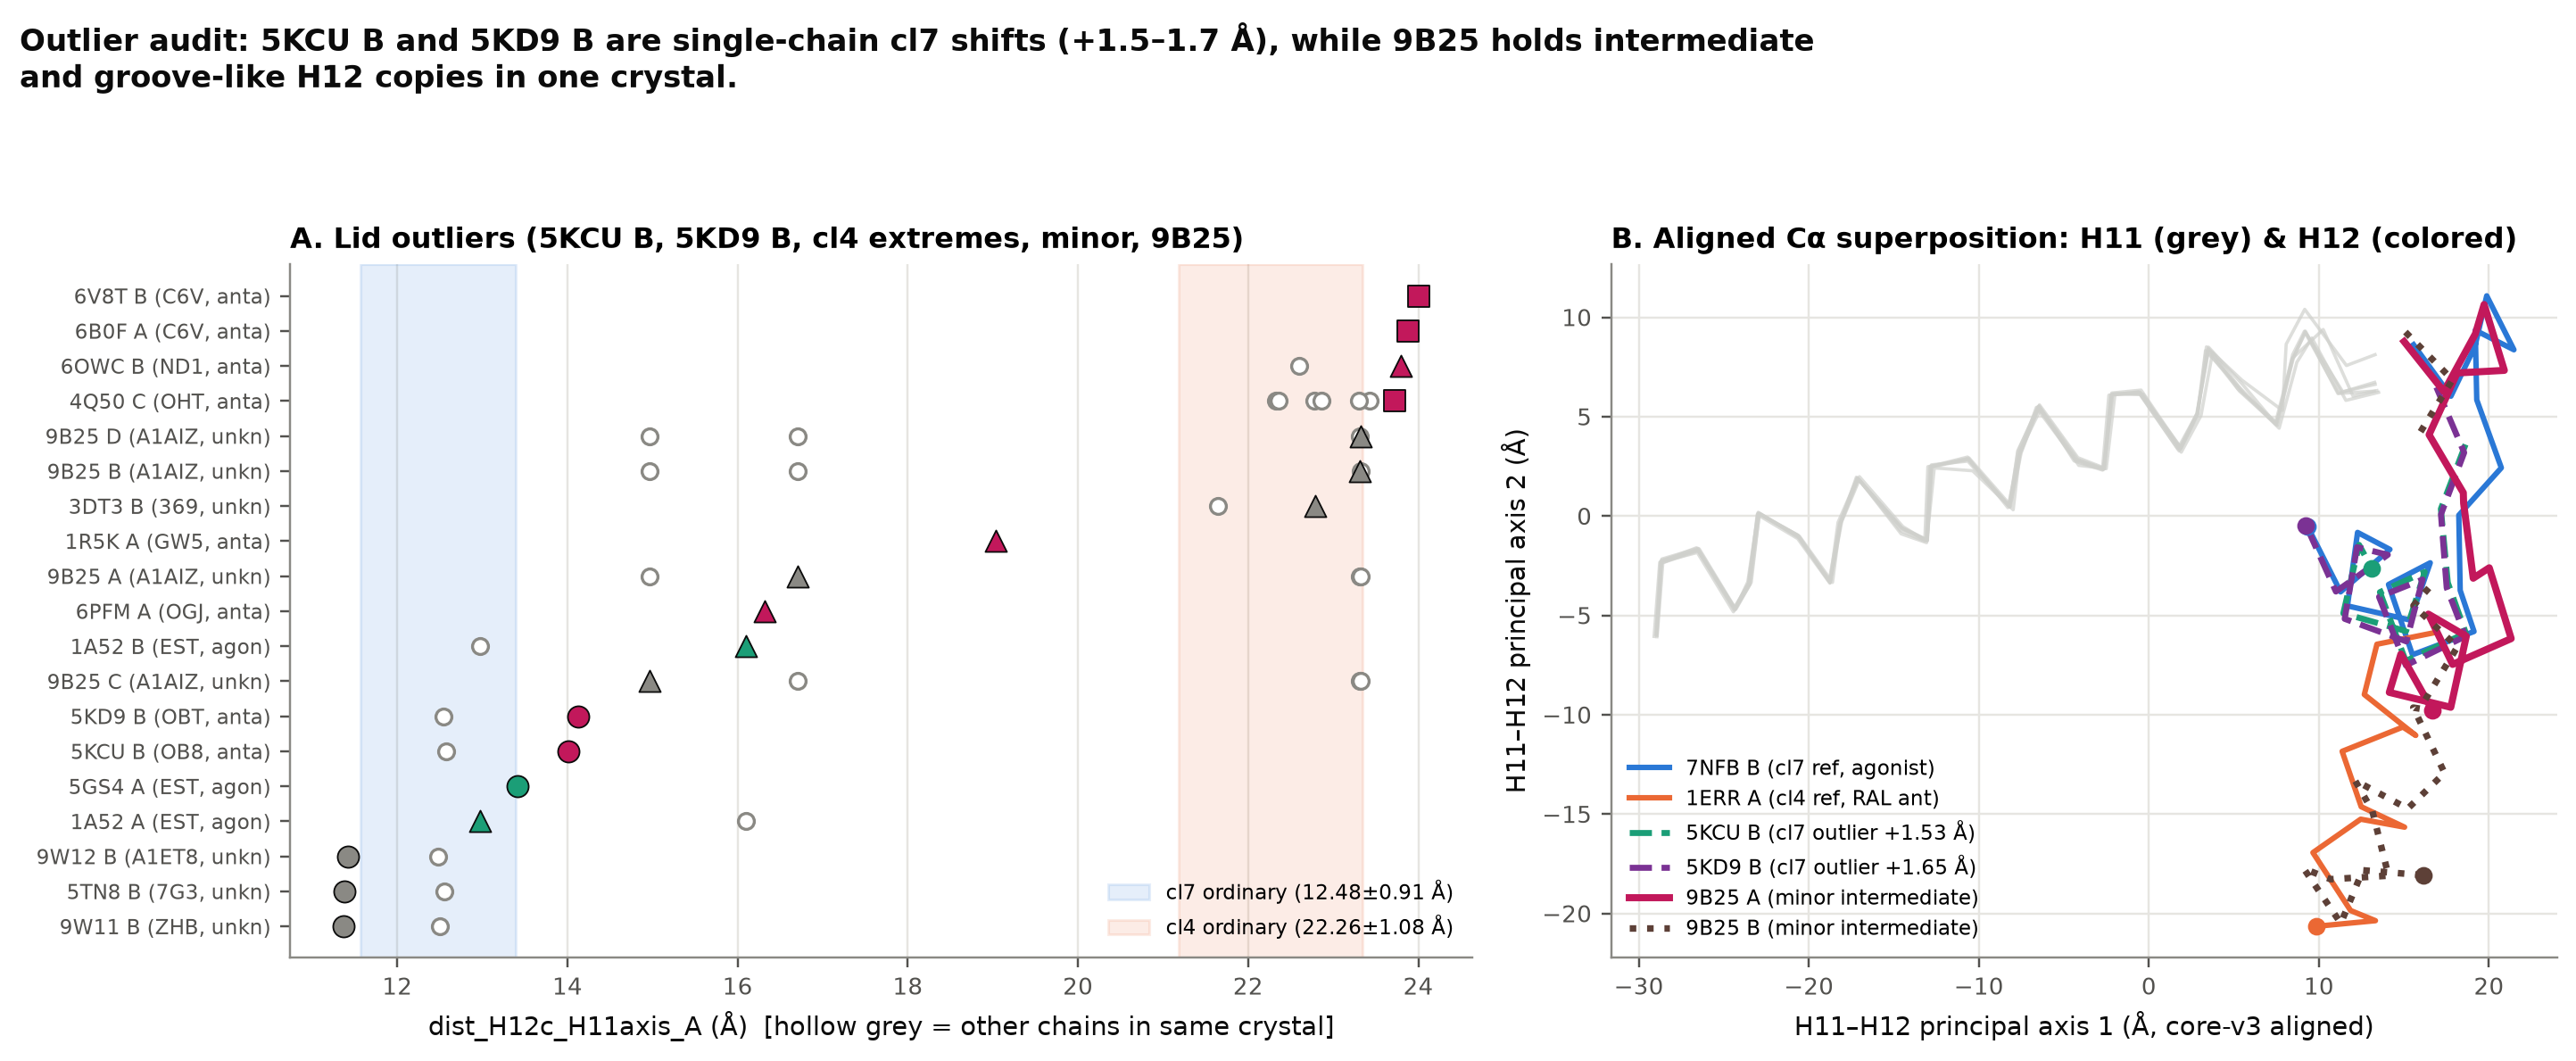 Outlier audit: 5KCU B and 5KD9 B are single-chain cl7 shifts (+1.5–1.7 Å), while 9B25 holds intermediate
and groove-like H12 copies in one crystal.
A. Lid outliers (5KCU B, 5KD9 B, cl4 extremes, minor, 9B25)
6V8T B (C6V, anta)
6B0F A (C6V, anta)
6OWC B (ND1, anta)
4Q50 C (OHT, anta)
9B25 D (A1AIZ, unkn)
9B25 B (A1AIZ, unkn)
3DT3 B (369, unkn)
1R5K A (GW5, anta)
9B25 A (A1AIZ, unkn)
6PFM A (OGJ, anta)
1A52 B (EST, agon)
9B25 C (A1AIZ, unkn)
5KD9 B (OBT, anta)
5KCU B (OB8, anta)
5GS4 A (EST, agon)
1A52 A (EST, agon)
9W12 B (A1ET8, unkn)
5TN8 B (7G3, unkn)
9W11 B (ZHB, unkn)
cl7 ordinary (12.48±0.91 Å)
cl4 ordinary (22.26±1.08 Å)
12 14 16 18 20 22 24
dist_H12c_H11axis_A (Å) [hollow grey = other chains in same crystal]
B. Aligned Cα superposition: H11 (grey) & H12 (colored)
H11–H12 principal axis 2 (Å)
10
5
0
−5
−10
−15
−20
7NFB B (cl7 ref, agonist)
1ERR A (cl4 ref, RAL ant)
5KCU B (cl7 outlier +1.53 Å)
5KD9 B (cl7 outlier +1.65 Å)
9B25 A (minor intermediate)
9B25 B (minor intermediate)
−30 −20 −10 0 10 20
H11–H12 principal axis 1 (Å, core-v3 aligned)